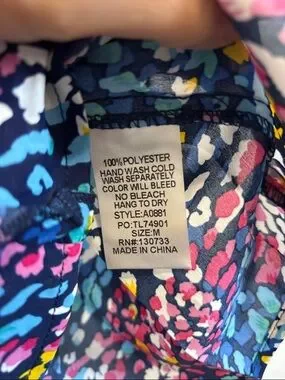 100% POLYESTER
HAND WASH COLD
WASH SEPARATELY
COLOR WILL BLEED
NO BLEACH
HANG TO DRY
STYLE:A0881
PO:TL74901
SIZE:M
RN#:130733
MADE IN CHINA